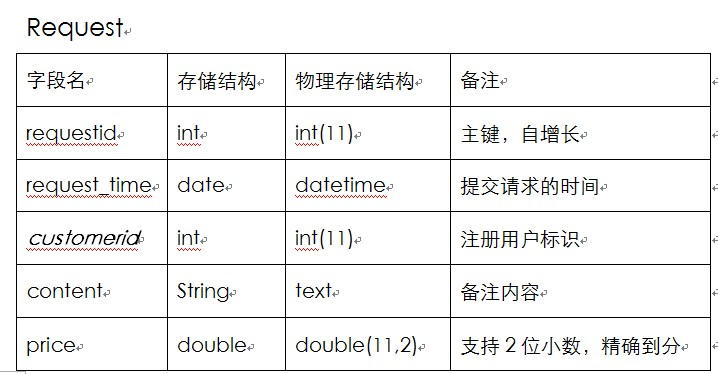 Request
字段名 存储结构 物理存储结构 备注
requestid int int(11) 主键，自增长
request_time date datetime 提交请求的时间
customerid int int(11) 注册用户标识
content String text 备注内容
price double double(11,2) 支持 2 位小数，精确到分